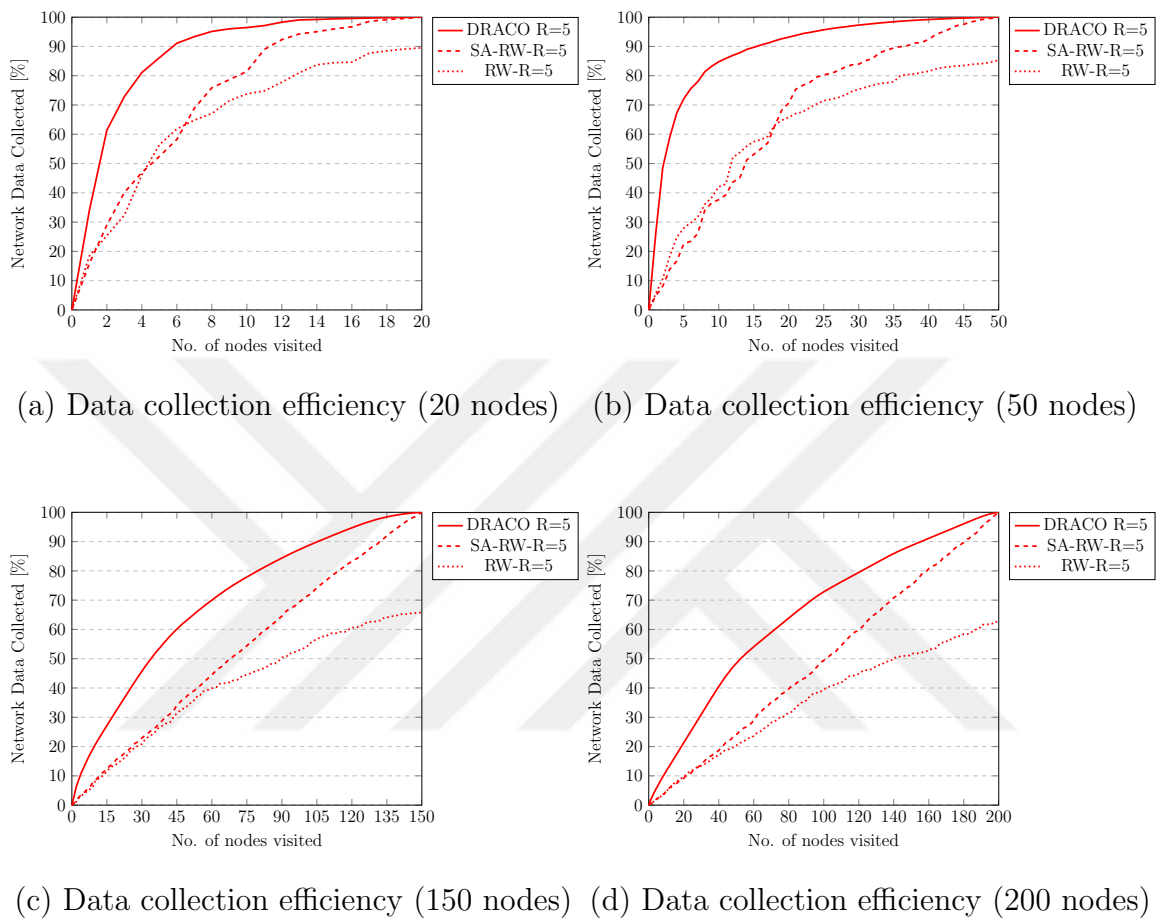 Network Data Collected [%]
100
90
80
70
60
50
40
30
20
10
0
0 2 4 6 8 10 12 14 16 18 20
No. of nodes visited
DRACO R=5
SA-RW-R=5
RW-R=5
(a) Data collection efficiency (20 nodes)
Network Data Collected [%]
100
90
80
70
60
50
40
30
20
10
0
0 5 10 15 20 25 30 35 40 45 50
No. of nodes visited
DRACO R=5
SA-RW-R=5
RW-R=5
(b) Data collection efficiency (50 nodes)
Network Data Collected [%]
100
90
80
70
60
50
40
30
20
10
0
0 15 30 45 60 75 90 105 120 135 150
No. of nodes visited
DRACO R=5
SA-RW-R=5
RW-R=5
(c) Data collection efficiency (150 nodes)
Network Data Collected [%]
100
90
80
70
60
50
40
30
20
10
0
0 20 40 60 80 100 120 140 160 180 200
No. of nodes visited
DRACO R=5
SA-RW-R=5
RW-R=5
(d) Data collection efficiency (200 nodes)